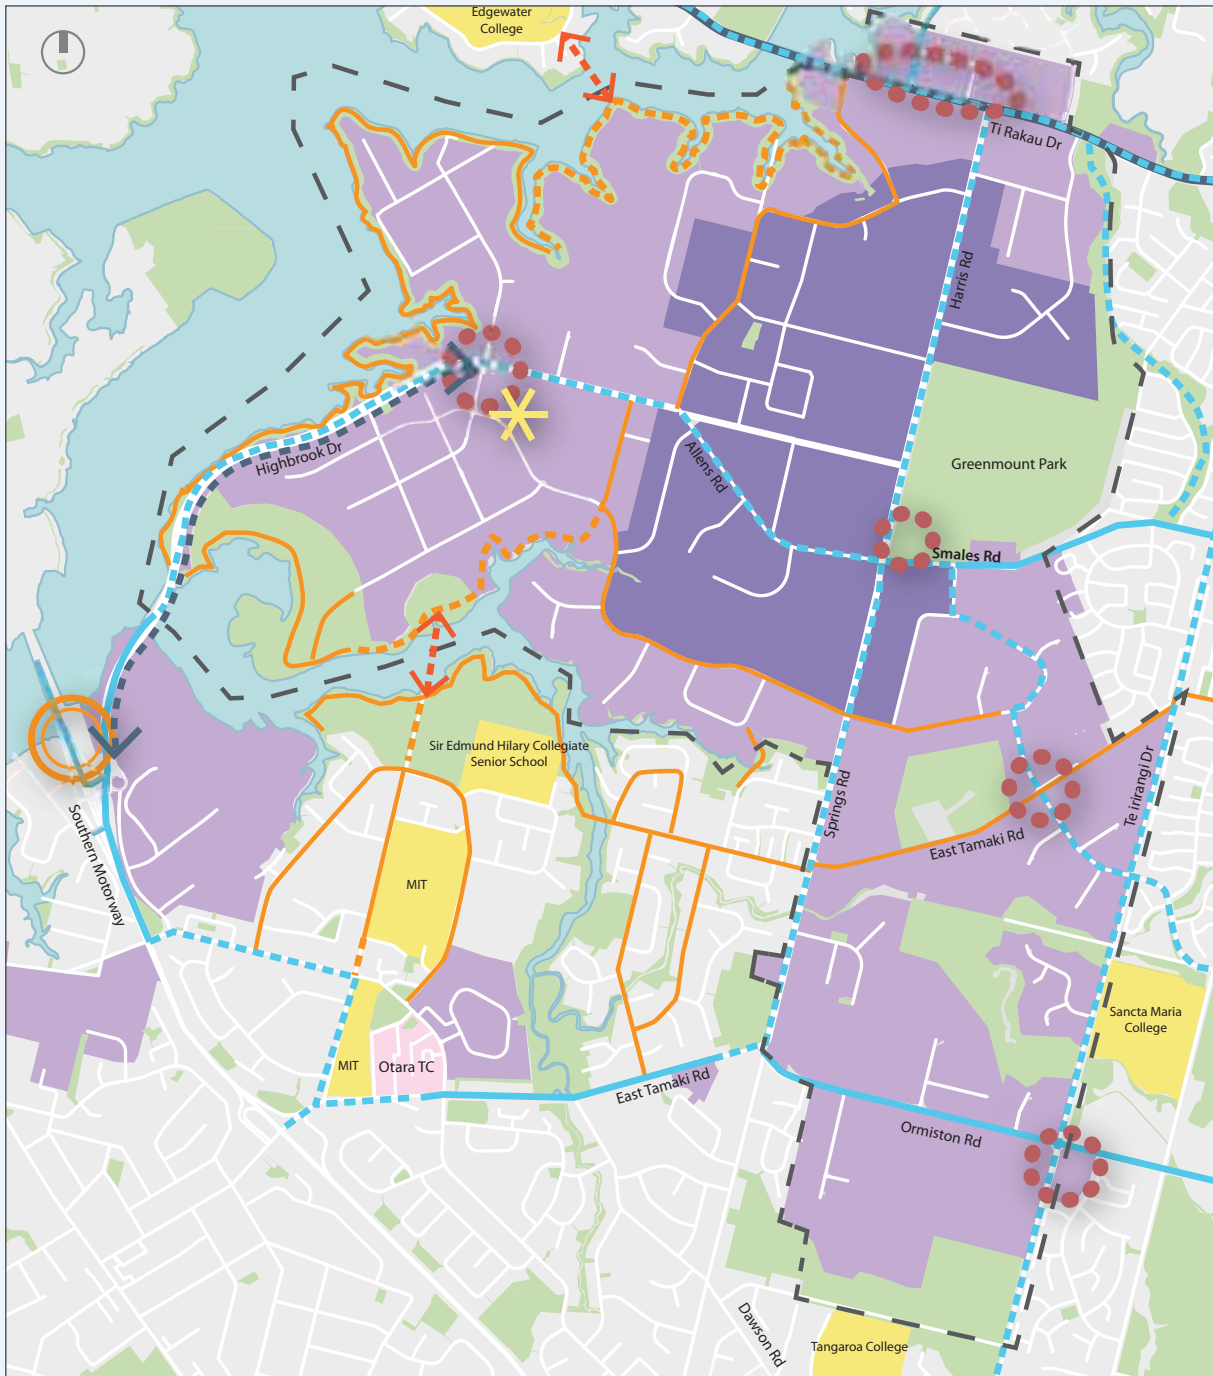 Edgewater
College
Ti Rakau Dr
Harris Rd
Highbrook Dr
Allens Rd
Greenmount Park
Smales Rd
Sir Edmund Hilary Collegiate
Senior School
Springs Rd
Te irirangi Dr
Southern Motorway
East Tamaki Rd
MIT
Sancta Maria
College
MIT
Otara TC
East Tamaki Rd
Ormiston Rd
Dawson Rd
Tangaroa College